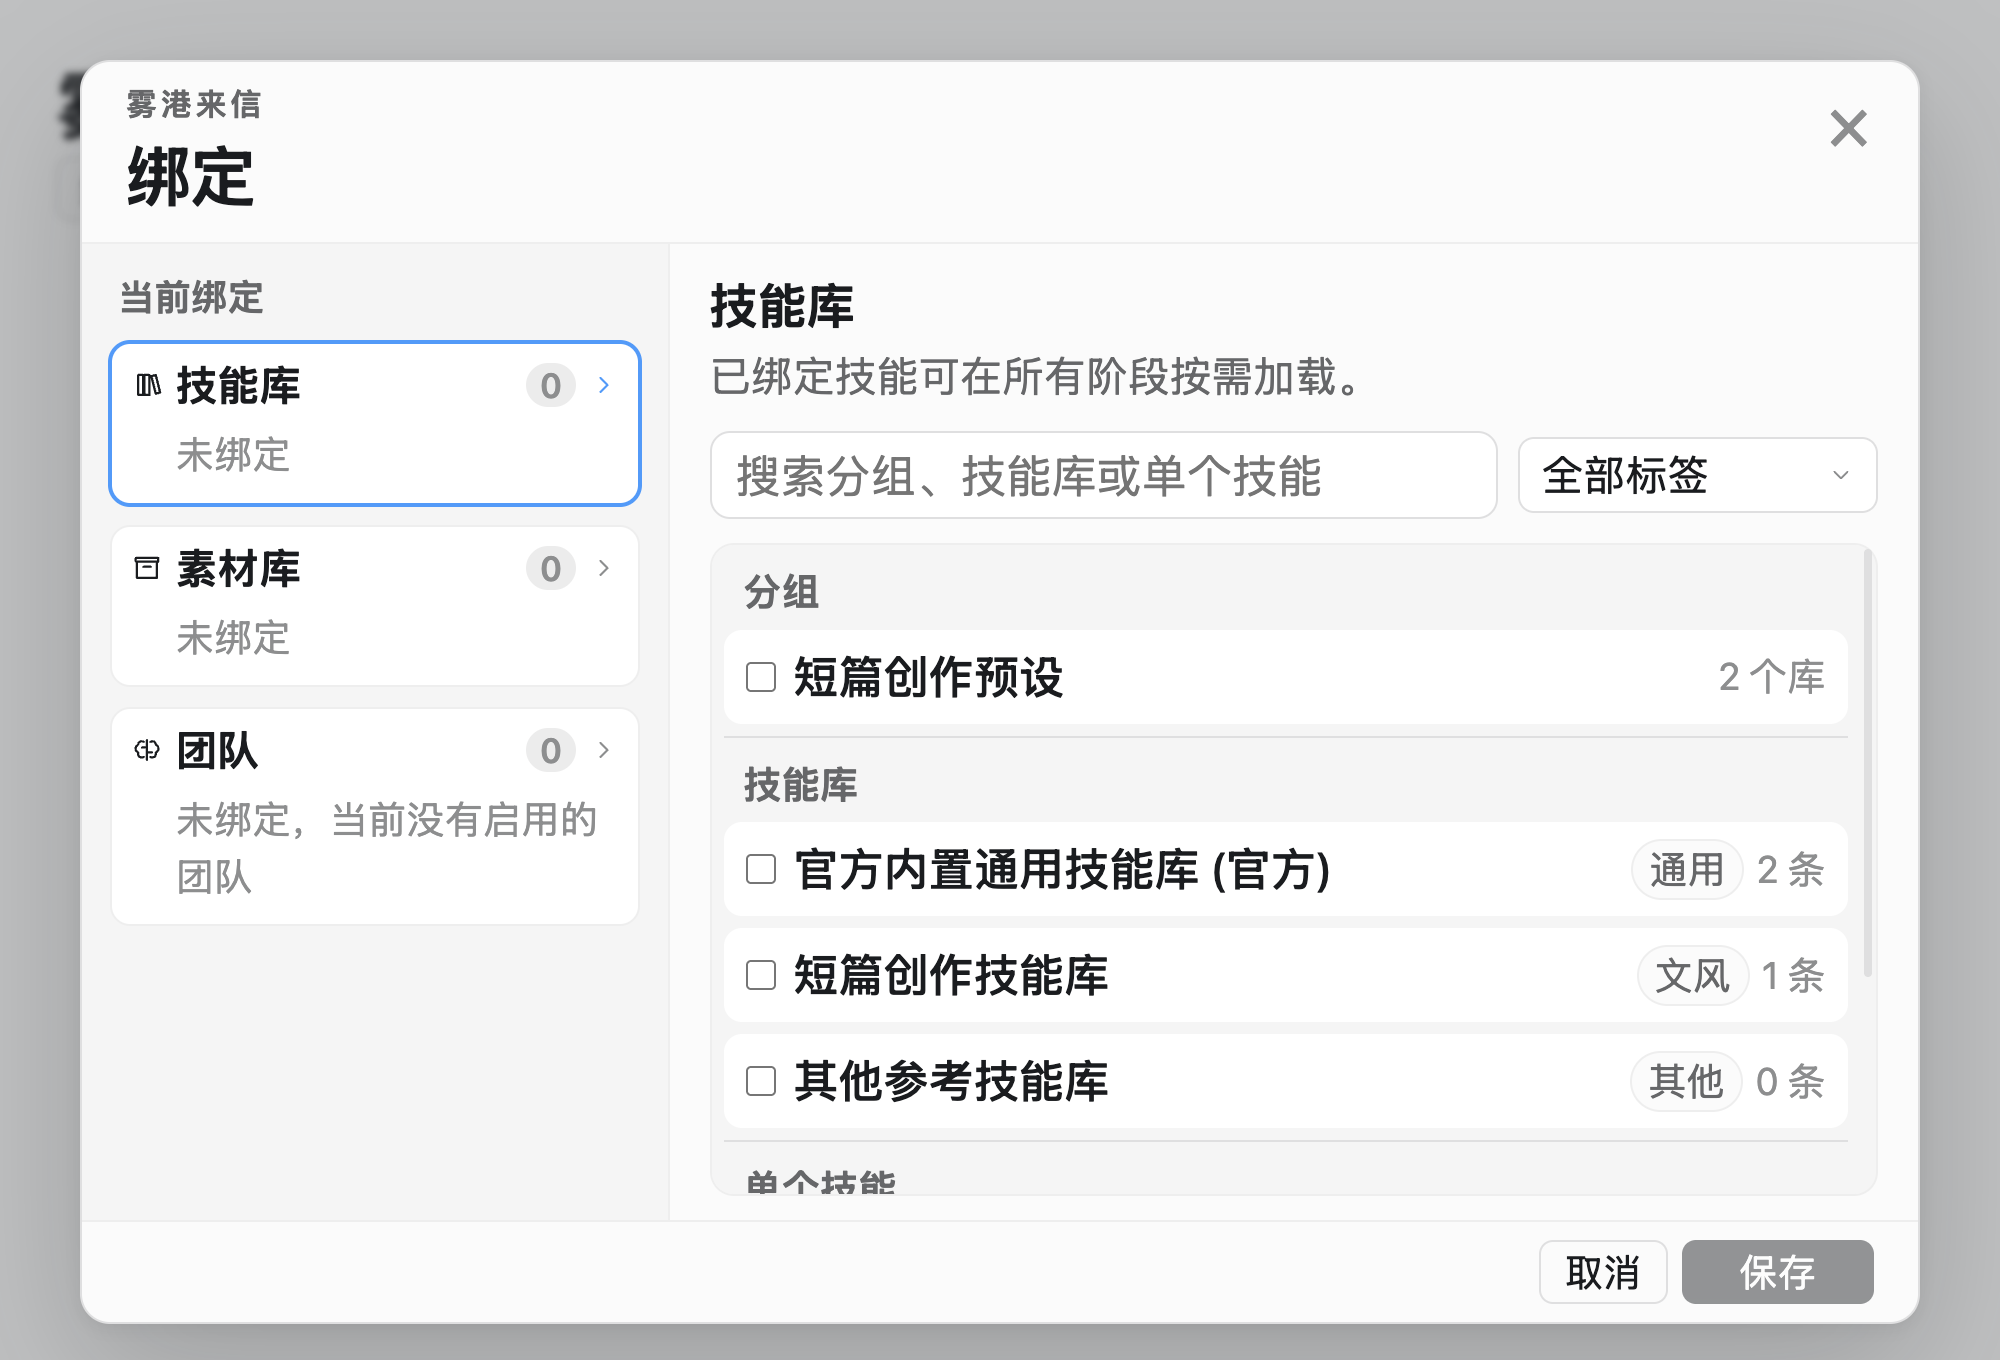 雾港来信
绑定
当前绑定
技能库 0
未绑定
素材库 0
未绑定
团队 0
未绑定，当前没有启用的
团队
技能库
已绑定技能可在所有阶段按需加载。
搜索分组、技能库或单个技能
全部标签
分组
短篇创作预设 2 个库
技能库
官方内置通用技能库 (官方) 通用 2 条
短篇创作技能库 文风 1 条
其他参考技能库 其他 0 条
单个技能
取消 保存